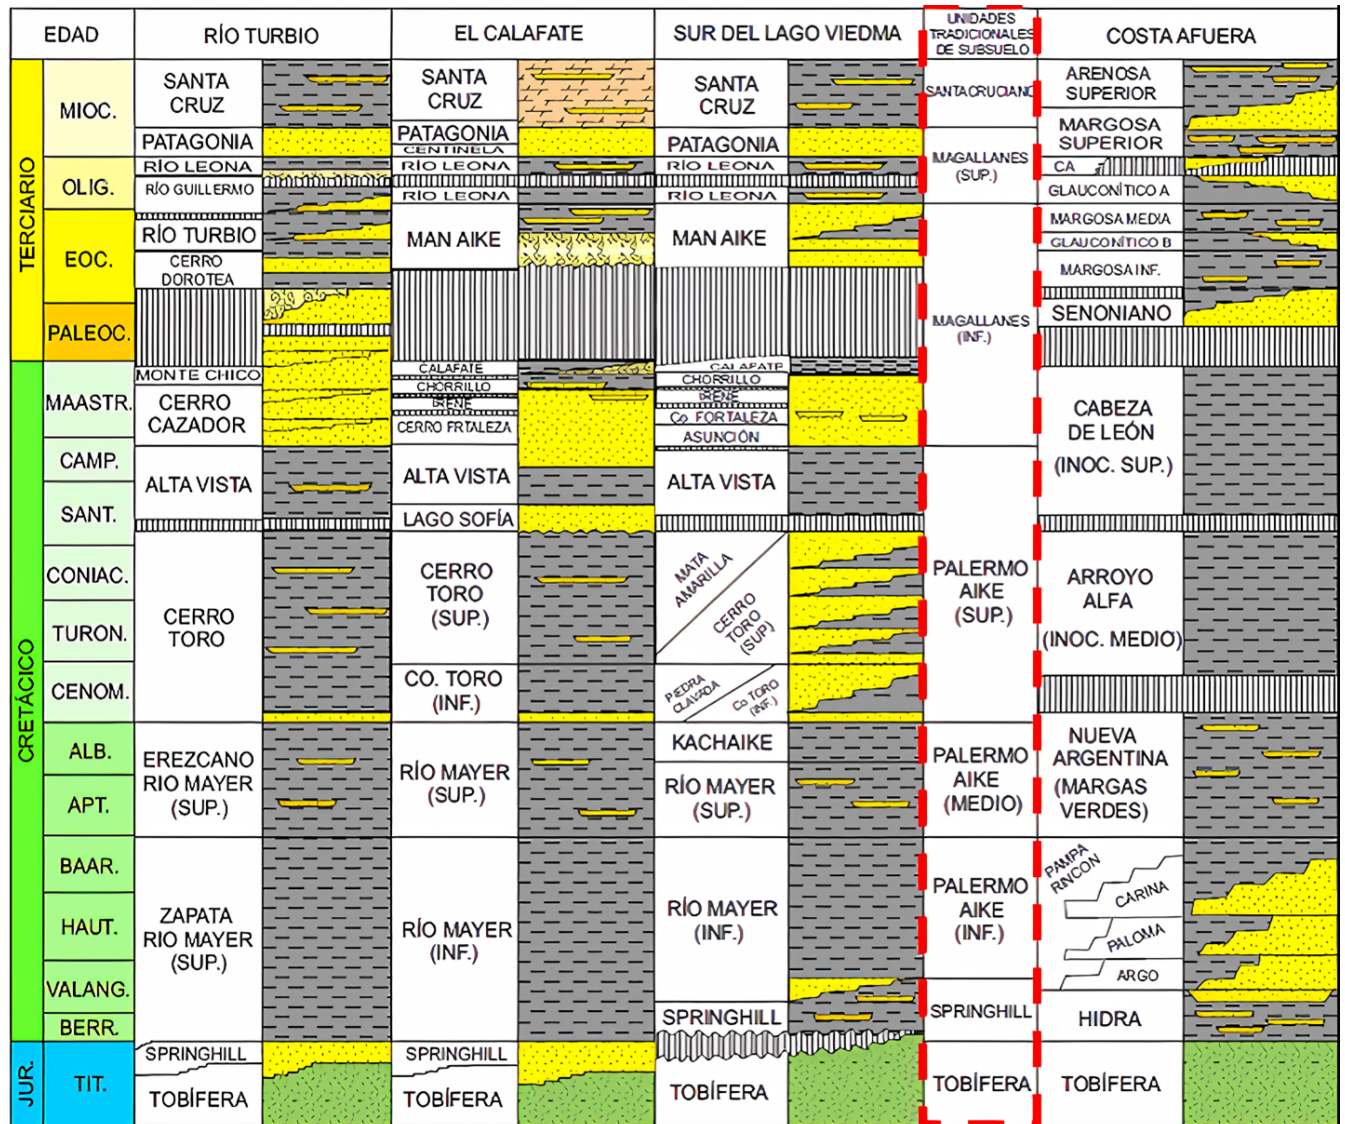 EDAD
RÍO TURBIO
EL CALAFATE
SUR DEL LAGO VIEDMA
UNIDADES
TRADICIONALES
DE SUBSUELO
COSTA AFUERA
TERCIARIO
MIOC.
OLIG.
EOC.
PALEOC.
CRETÁCICO
MAASTR.
CAMP.
SANT.
CONIAC.
TURON.
CENOM.
ALB.
APT.
BAAR.
HAUT.
VALANG.
BERR.
JUR.
TIT.
SANTA
CRUZ
PATAGONIA
RÍO LEONA
RÍO GUILLERMO
RÍO TURBIO
CERRO
DOROTEA
MONTE CHICO
CERRO
CAZADOR
ALTA VISTA
CERRO
TORO
EREZCANO
RIO MAYER
(SUP.)
ZAPATA
RIO MAYER
(SUP.)
SPRINGHILL
TOBÍFERA
SANTA
CRUZ
PATAGONIA
CENTINELA
RÍO LEONA
RÍO LEONA
MAN AIKE
CALAFATE
CHORRILLO
IRENE
CERRO FRTALEZA
ALTA VISTA
LAGO SOFÍA
CERRO
TORO
(SUP.)
CO. TORO
(INF.)
RÍO MAYER
(SUP.)
RÍO MAYER
(INF.)
SPRINGHILL
TOBÍFERA
SANTA
CRUZ
PATAGONIA
RÍO LEONA
RÍO LEONA
MAN AIKE
CALAFATE
CHORRILLO
IRENE
Co FORTALEZA
ASUNCIÓN
ALTA VISTA
MATA
AMARILLA
CERRO
TORO
(SUP)
PIEDRA
CLAVADA
Co TORO
(INF.)
KACHAIKE
RÍO MAYER
(SUP.)
RÍO MAYER
(INF.)
SPRINGHILL
TOBÍFERA
SANTACRUCIANO
MAGALLANES
(SUP.)
MAGALLANES
(INF.)
PALERMO
AIKE
(SUP.)
PALERMO
AIKE
(MEDIO)
PALERMO
AIKE
(INF.)
SPRINGHILL
TOBÍFERA
ARENOSA
SUPERIOR
MARGOSA
SUPERIOR
CA
GLAUCONÍTICO A
MARGOSA MEDIA
GLAUCONÍTICO B
MARGOSA INF.
SENONIANO
CABEZA
DE LEÓN
(INOC. SUP.)
ARROYO
ALFA
(INOC. MEDIO)
NUEVA
ARGENTINA
(MARGAS
VERDES)
PAMPA
RINCON
CARINA
PALOMA
ARGO
HIDRA
TOBÍFERA